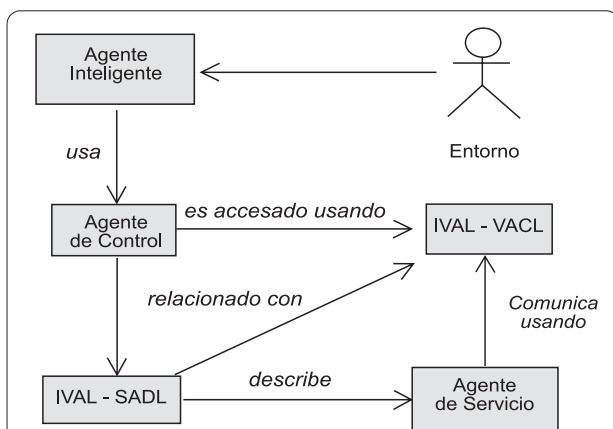 Agente
Inteligente
usa
Entorno
Agente
de Control
es accesado usando
IVAL - VACL
relacionado con
Comunica
usando
IVAL - SADL
describe
Agente
de Servicio